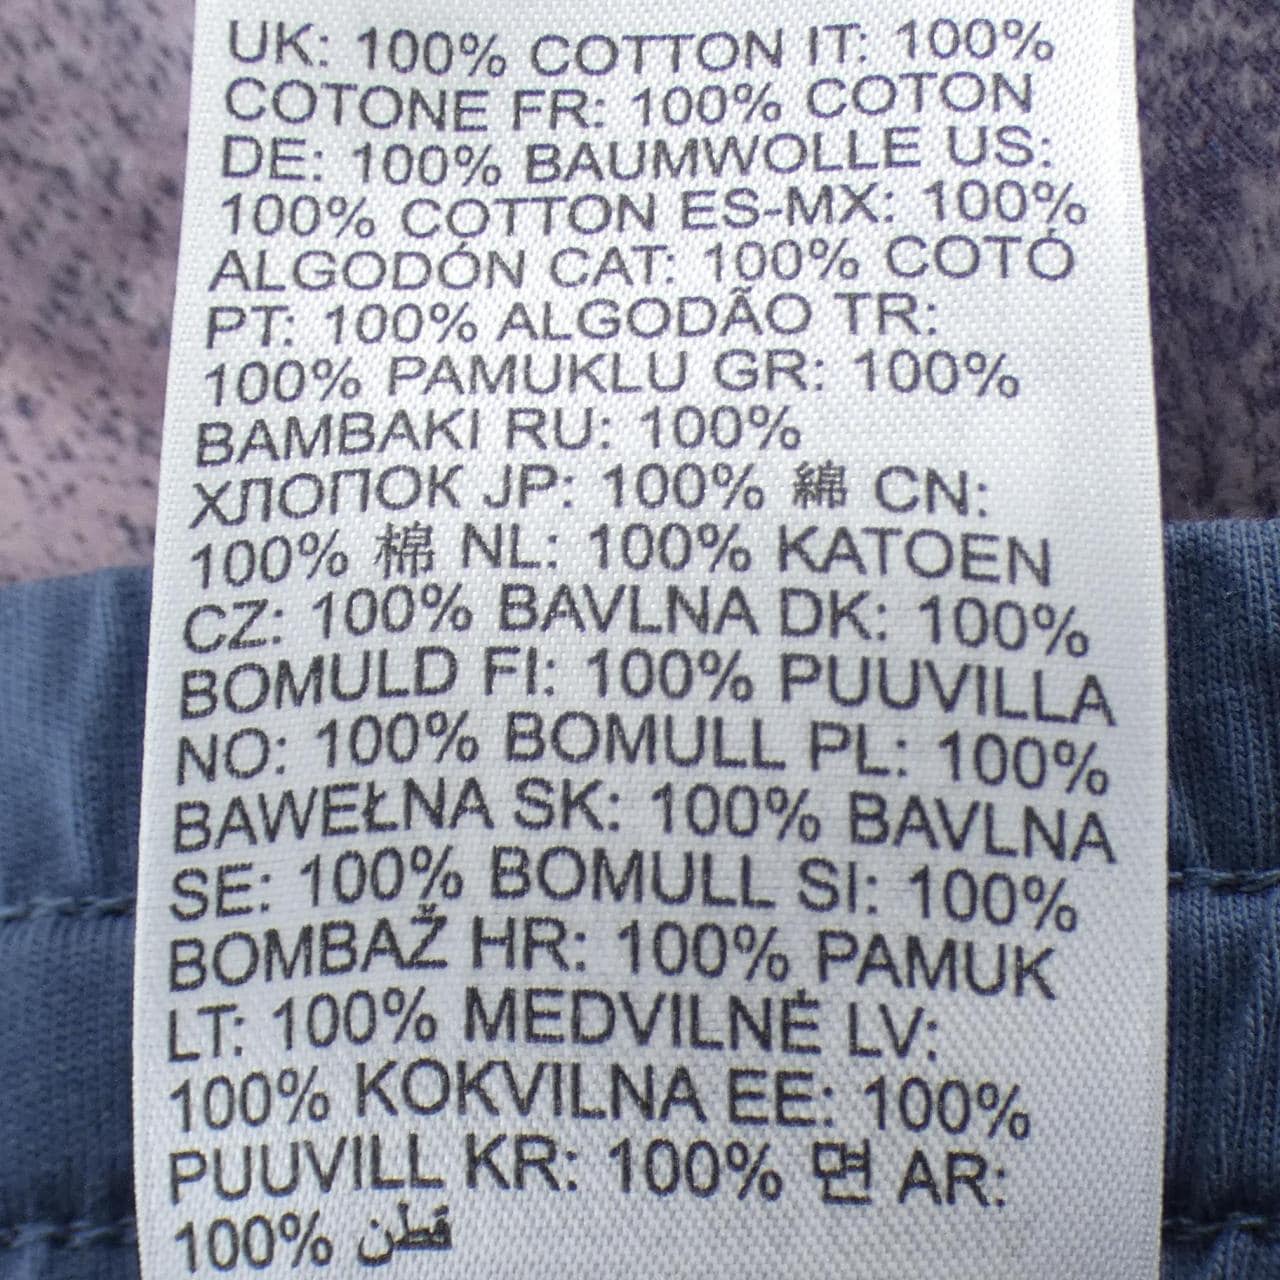 UK: 100% COTTON IT: 100%
COTONE FR: 100% COTON
DE: 100% BAUMWOLLE US:
100% COTTON ES-MX: 100%
ALGODÓN CAT: 100% COTÓ
PT: 100% ALGODÃO TR:
100% PAMUKLU GR: 100%
BAMBAKI RU: 100%
ХЛОПОК JP: 100% 綿 CN:
100% 棉 NL: 100% KATOEN
CZ: 100% BAVLNA DK: 100%
BOMULD FI: 100% PUUVILLA
NO: 100% BOMULL PL: 100%
BAWEŁNA SK: 100% BAVLNA
SE: 100% BOMULL SI: 100%
BOMBAŽ HR: 100% PAMUK
LT: 100% MEDVILNĖ LV:
100% KOKVILNA EE: 100%
PUUVILL KR: 100% 면 AR:
100% قطن